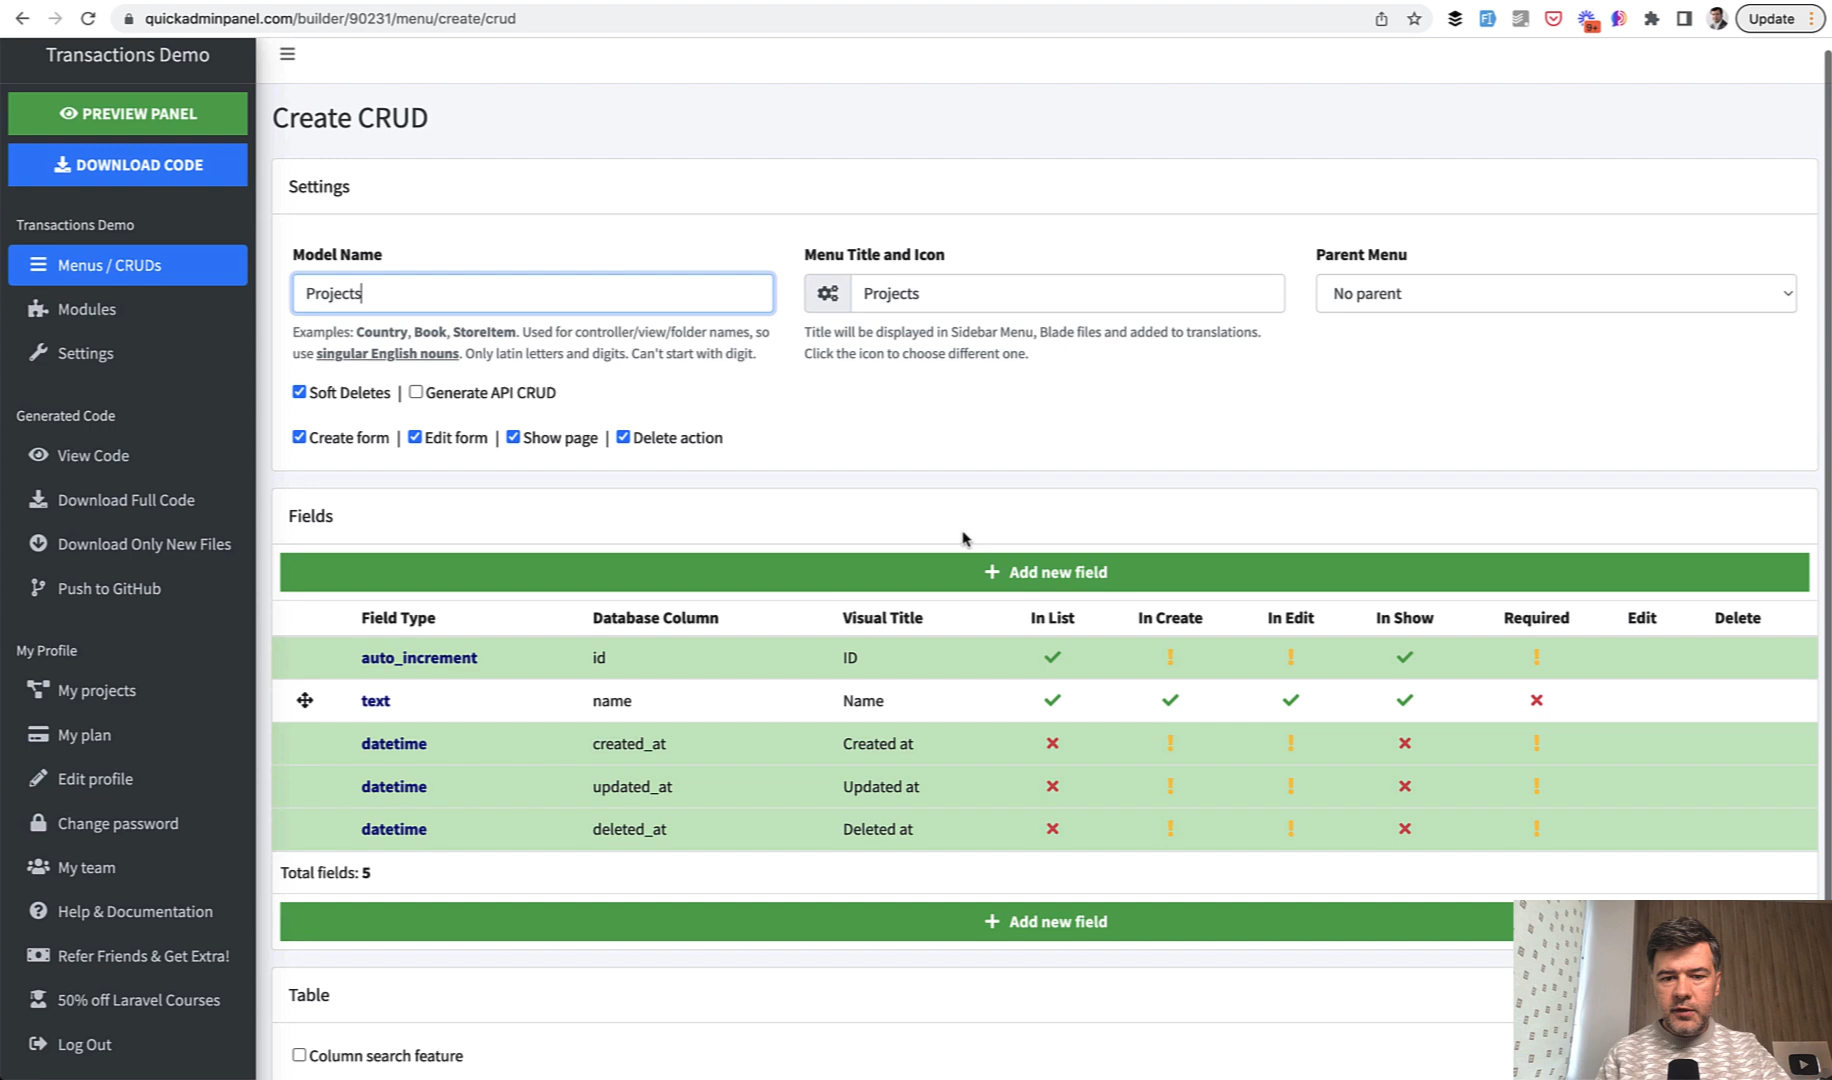 quickadminpanel.com/builder/90231/menu/create/crud
9+
Update
Transactions Demo
PREVIEW PANEL
DOWNLOAD CODE
Transactions Demo
Menus / CRUDs
Modules
Settings
Generated Code
View Code
Download Full Code
Download Only New Files
Push to GitHub
My Profile
My projects
My plan
Edit profile
Change password
My team
Help & Documentation
Refer Friends & Get Extra!
50% off Laravel Courses
Log Out
Create CRUD
Settings
Model Name
Projects
Examples: Country, Book, StoreItem. Used for controller/view/folder names, so
use singular English nouns. Only latin letters and digits. Can't start with digit.
Menu Title and Icon
Projects
Title will be displayed in Sidebar Menu, Blade files and added to translations.
Click the icon to choose different one.
Parent Menu
No parent
Soft Deletes | Generate API CRUD
Create form | Edit form | Show page | Delete action
Fields
+ Add new field
Field Type Database Column Visual Title In List In Create In Edit In Show Required Edit Delete
auto_increment id ID
text name Name
datetime created_at Created at
datetime updated_at Updated at
datetime deleted_at Deleted at
Total fields: 5
+ Add new field
Table
Column search feature